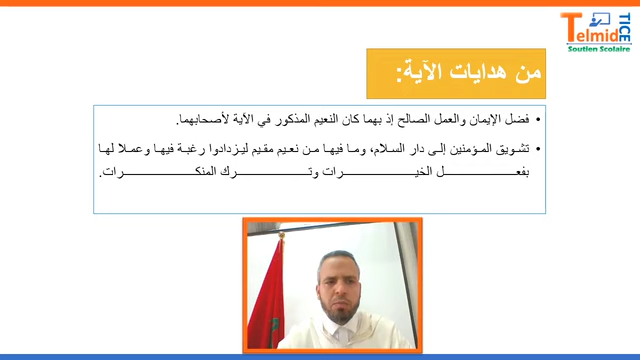 Telmid TICE
Soutien Scolaire
من هدايات الآية:
• فضل الإيمان والعمل الصالح إذ بهما كان النعيم المذكور في الآية لأصحابهما.
• تشويق المؤمنين إلى دار السلام، وما فيها من نعيم مقيم ليزدادوا رغبة فيها وعملا لها
بفعل الخيرات وترك المنكرات.